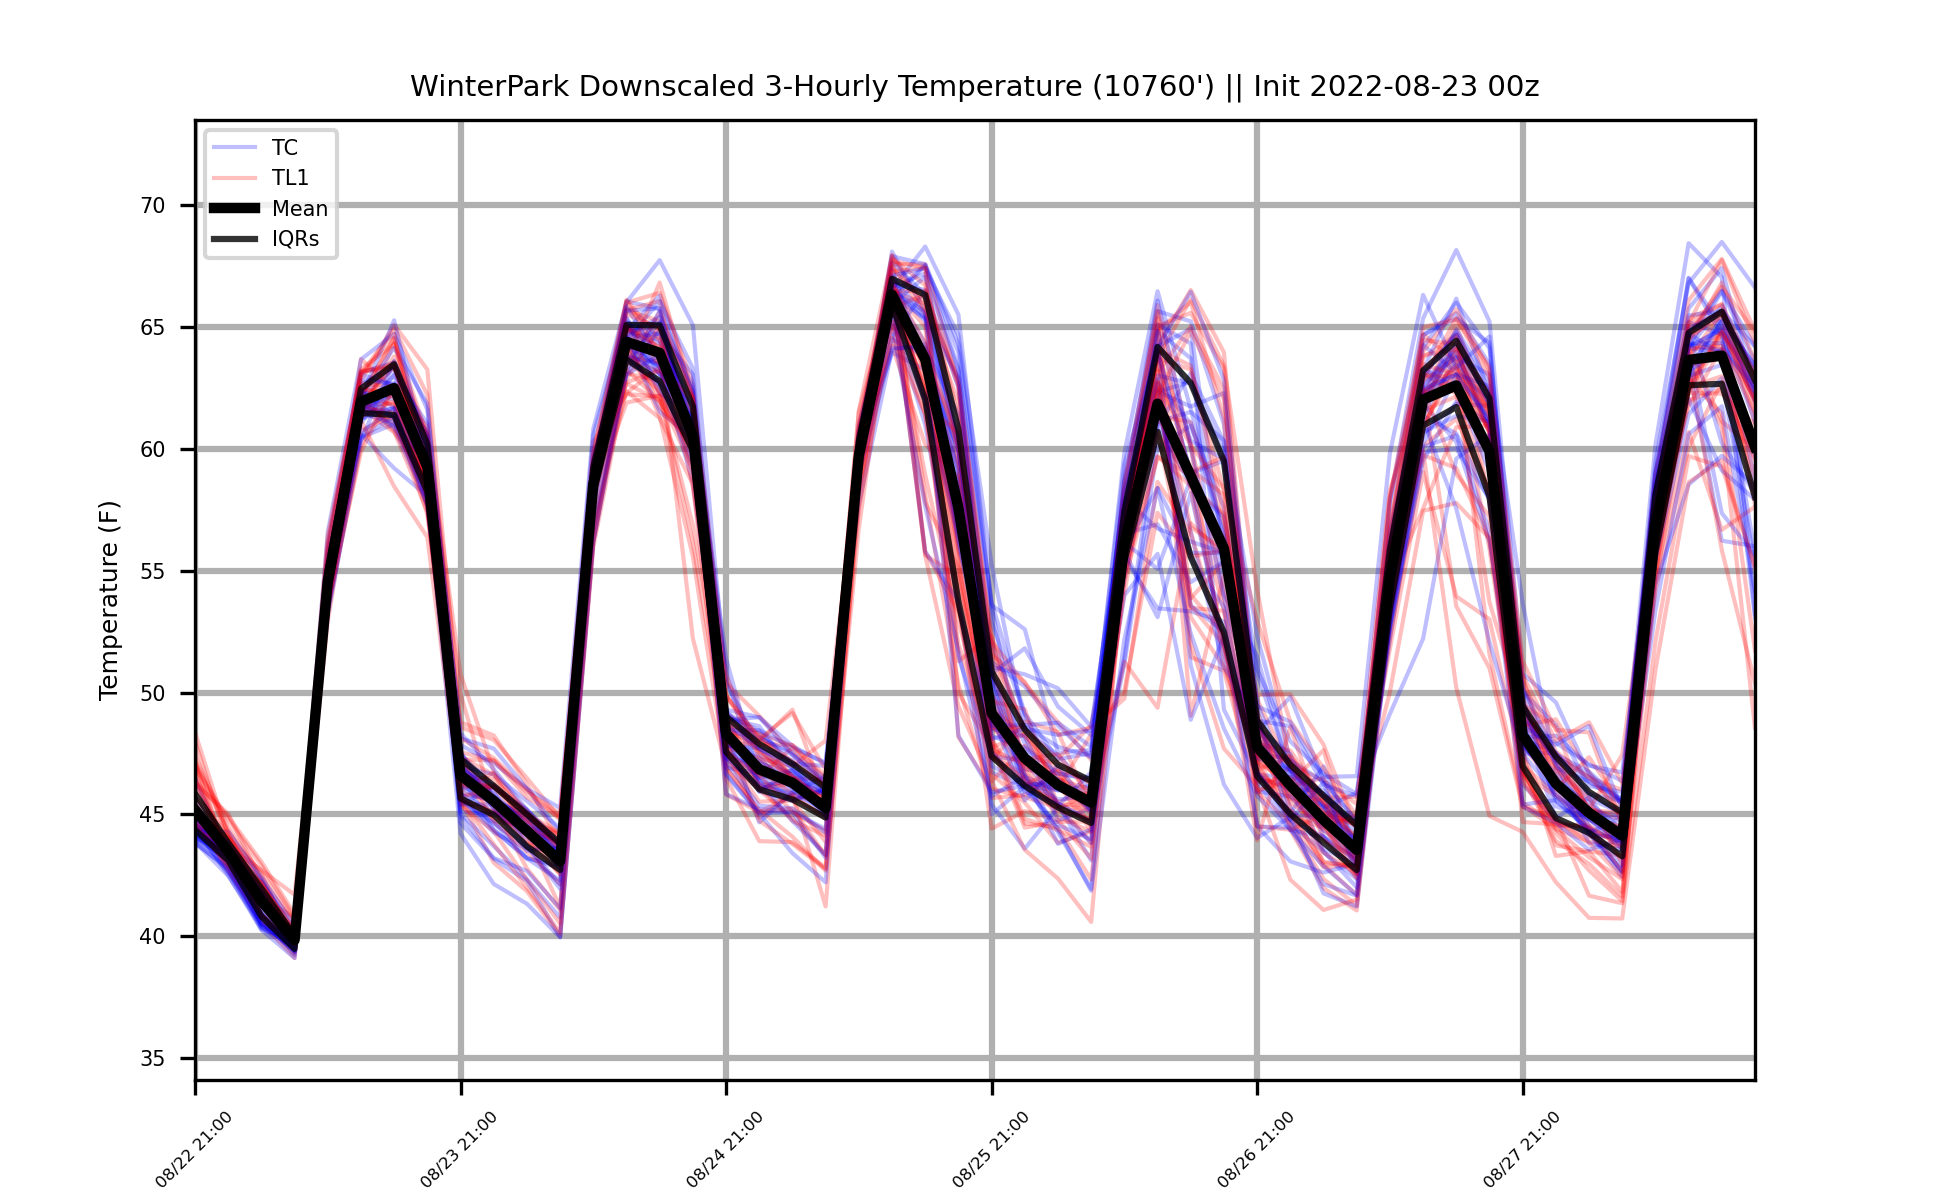 WinterPark Downscaled 3-Hourly Temperature (10760') || Init 2022-08-23 00z
TC
TL1
Mean
IQRs
Temperature (F)
70
65
60
55
50
45
40
35
08/22 21:00
08/23 21:00
08/24 21:00
08/25 21:00
08/26 21:00
08/27 21:00